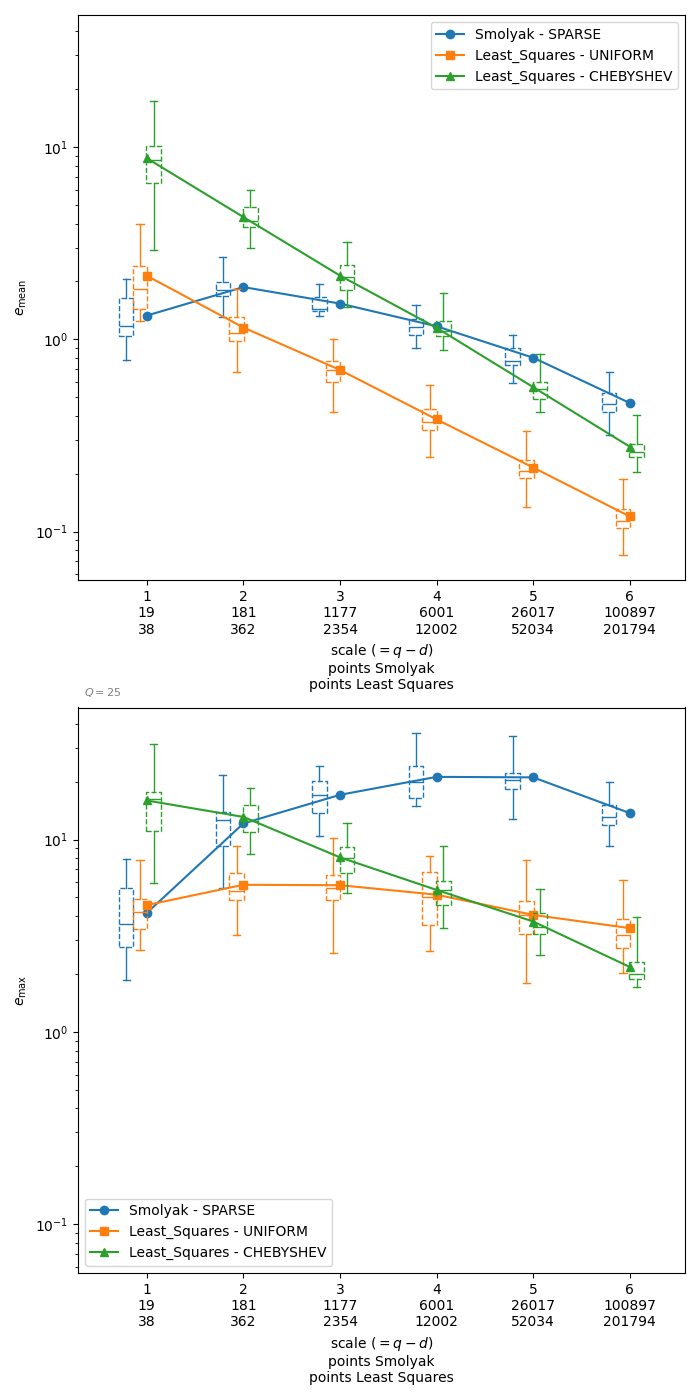 Smolyak - SPARSE
Least_Squares - UNIFORM
Least_Squares - CHEBYSHEV
10¹
10⁰
10⁻¹
e_mean
1 2 3 4 5 6
19 181 1177 6001 26017 100897
38 362 2354 12002 52034 201794
scale (= q − d)
points Smolyak
points Least Squares
Q = 25
10¹
10⁰
10⁻¹
e_max
Smolyak - SPARSE
Least_Squares - UNIFORM
Least_Squares - CHEBYSHEV
1 2 3 4 5 6
19 181 1177 6001 26017 100897
38 362 2354 12002 52034 201794
scale (= q − d)
points Smolyak
points Least Squares